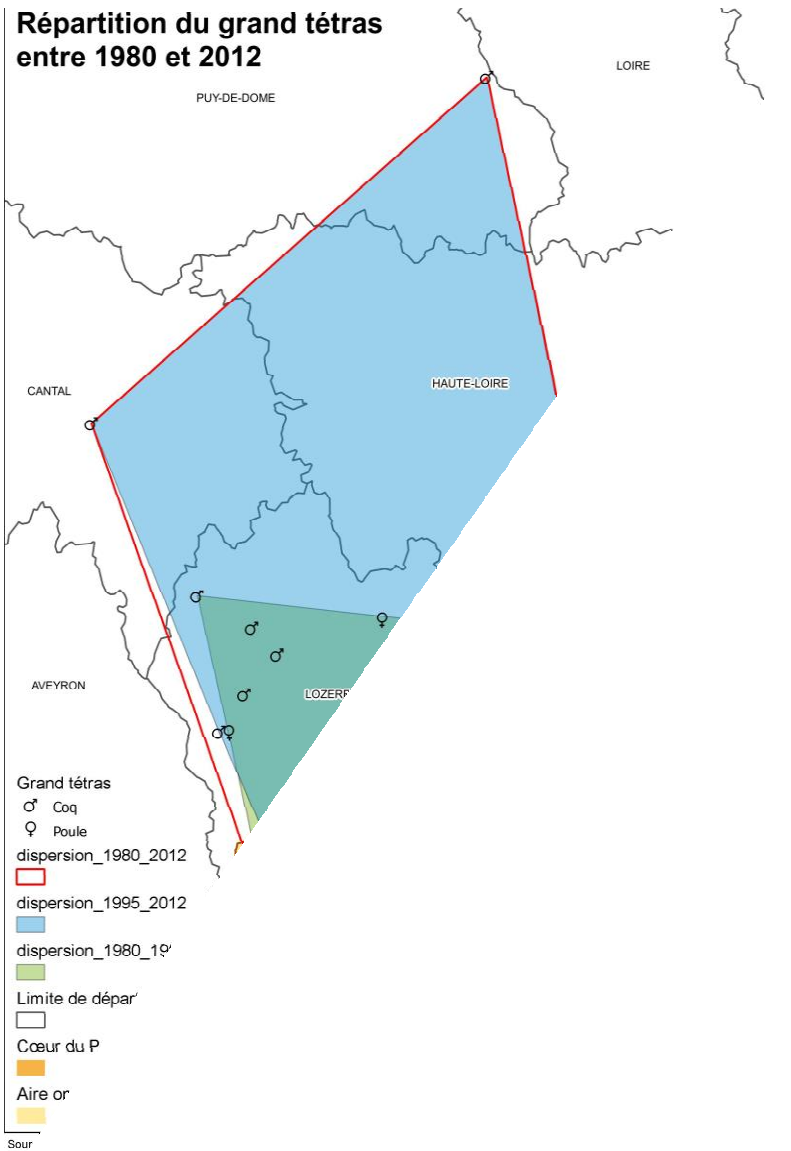 Répartition du grand tétras
entre 1980 et 2012
LOIRE
PUY-DE-DOME
HAUTE-LOIRE
CANTAL
AVEYRON
Grand tétras
Coq
Poule
dispersion_1980_2012
dispersion_1995_2012
Limite de
Cœur du P
Aire